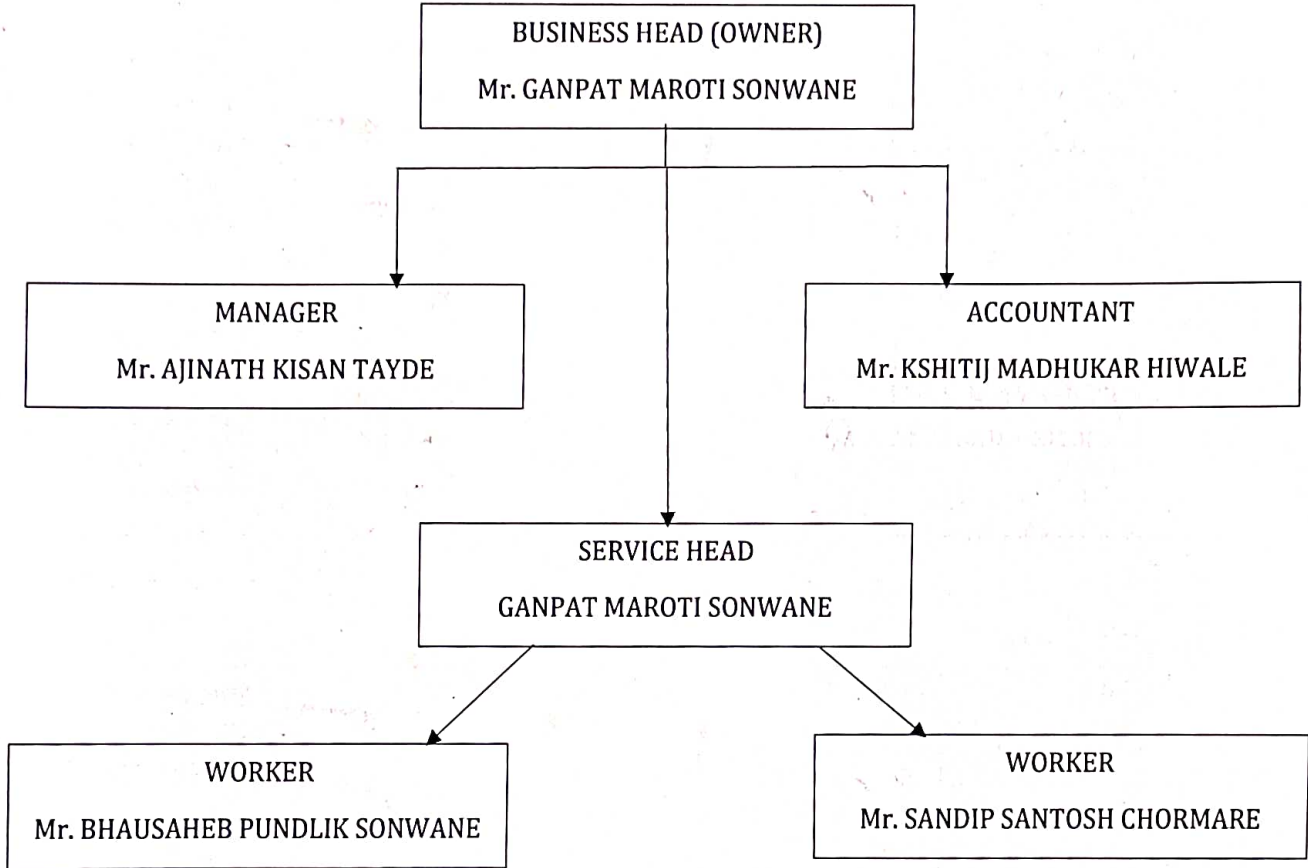 BUSINESS HEAD (OWNER)
Mr. GANPAT MAROTI SONWANE
MANAGER
Mr. AJINATH KISAN TAYDE
ACCOUNTANT
Mr. KSHITIJ MADHUKAR HIWALE
SERVICE HEAD
GANPAT MAROTI SONWANE
WORKER
Mr. BHAUSAHEB PUNDLIK SONWANE
WORKER
Mr. SANDIP SANTOSH CHORMARE